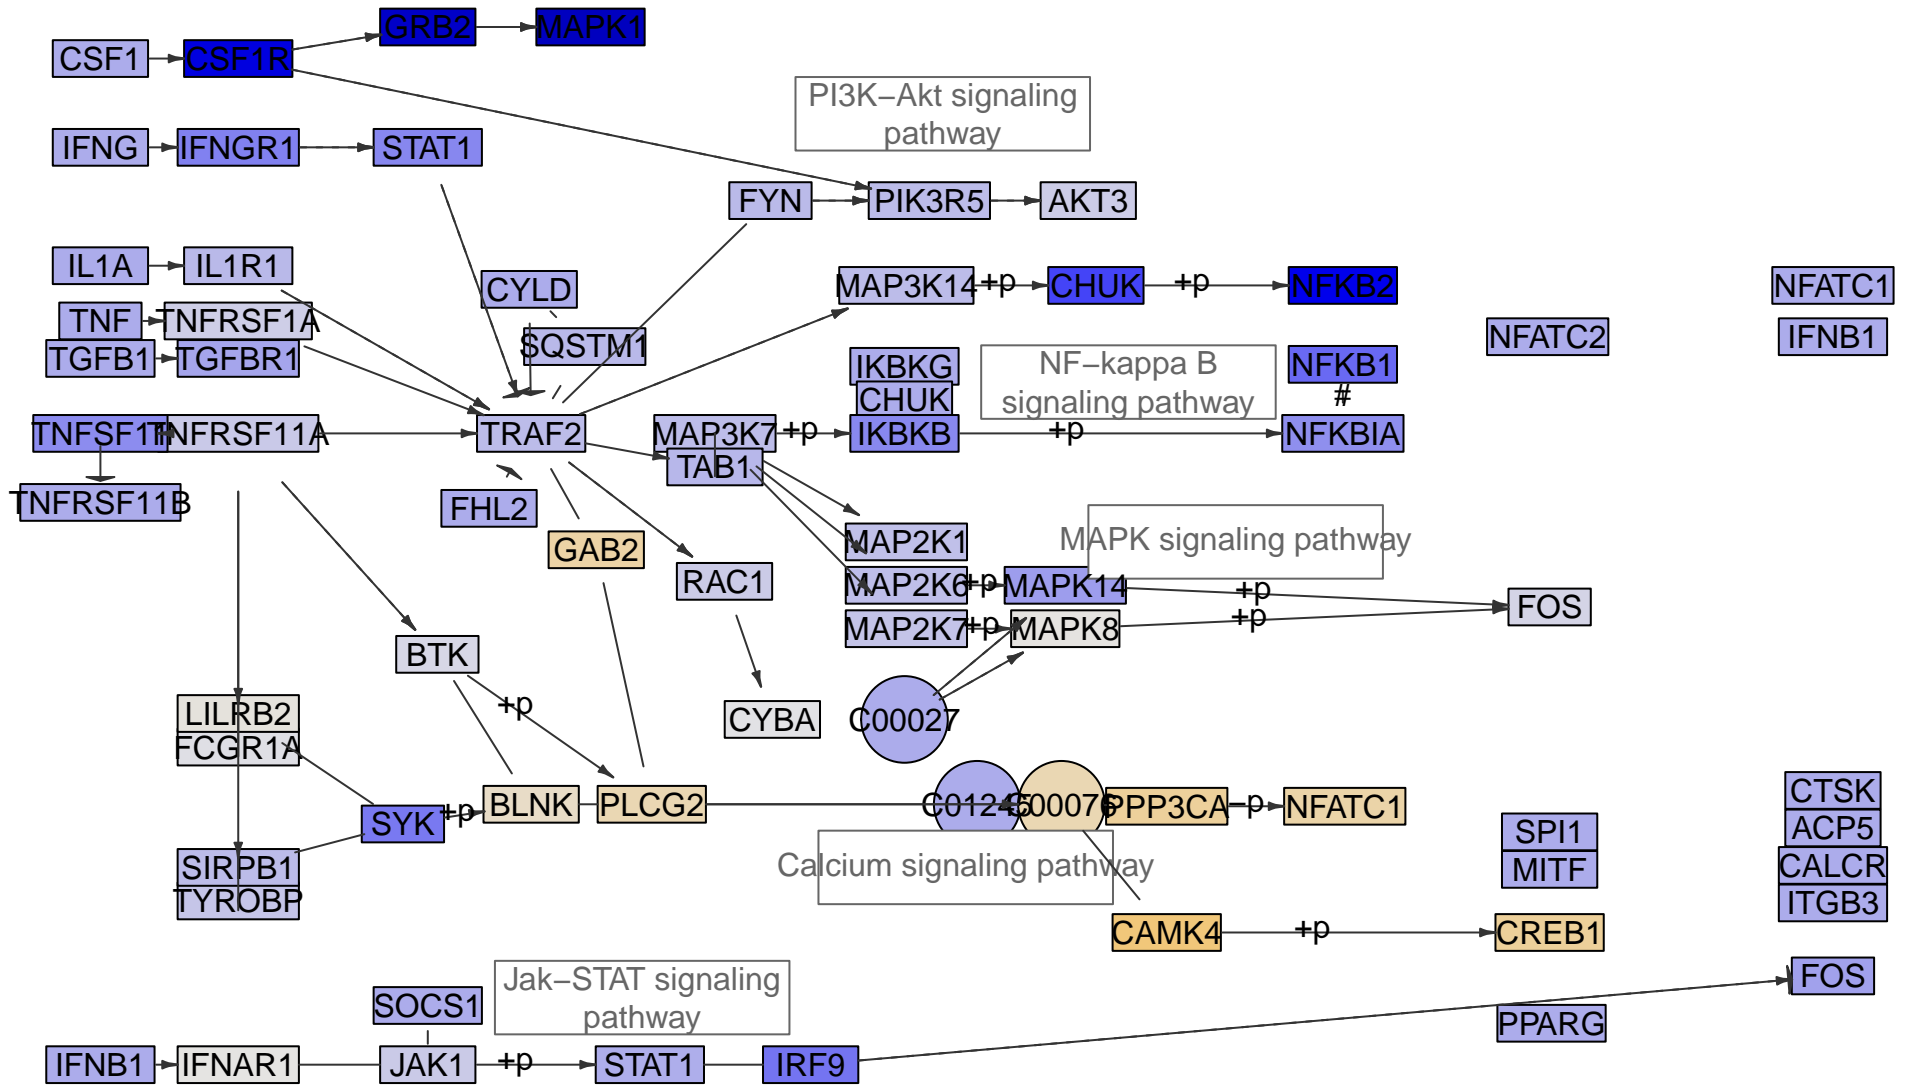 GRB2
MAPK1
CSF1
CSF1R
PI3K−Akt signaling
pathway
IFNG
IFNGR1
STAT1
FYN
PIK3R5
AKT3
IL1A
IL1R1
CYLD
MAP3K14
+p
CHUK
+p
NFKB2
NFATC1
TNF
TNFRSF1A
SQSTM1
NFATC2
IFNB1
TGFB1
TGFBR1
IKBKG
NF−kappa B
signaling pathway
NFKB1
CHUK
#
TNFRSF11A
TRAF2
MAP3K7
+p
IKBKB
+p
NFKBIA
TAB1
TNFRSF11B
FHL2
GAB2
MAP2K1
MAPK signaling pathway
RAC1
MAP2K6
+p
MAPK14
+p
FOS
MAP2K7
+p
MAPK8
+p
BTK
LILRB2
+p
CYBA
C00027
FCGR1A
SYK
+p
BLNK
PLCG2
C01245
C00076
PPP3CA
−p
NFATC1
CTSK
SPI1
ACP5
SIRPB1
Calcium signaling pathway
MITF
CALCR
TYROBP
ITGB3
CAMK4
+p
CREB1
SOCS1
Jak−STAT signaling
pathway
FOS
PPARG
IFNB1
IFNAR1
JAK1
+p
STAT1
IRF9